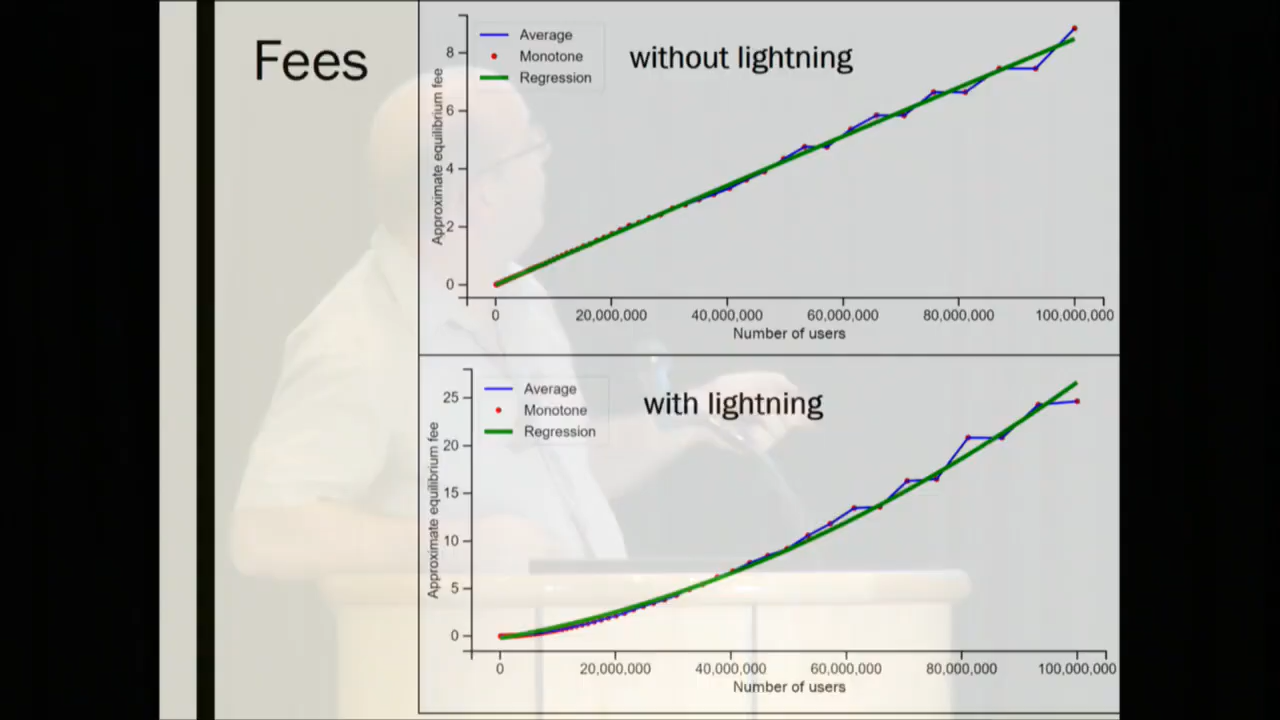 Fees
without lightning
Average
Monotone
Regression
Approximate equilibrium fee
8
6
4
2
0
0 20,000,000 40,000,000 60,000,000 80,000,000 100,000,000
Number of users
with lightning
Average
Monotone
Regression
Approximate equilibrium fee
25
20
15
10
5
0
0 20,000,000 40,000,000 60,000,000 80,000,000 100,000,000
Number of users